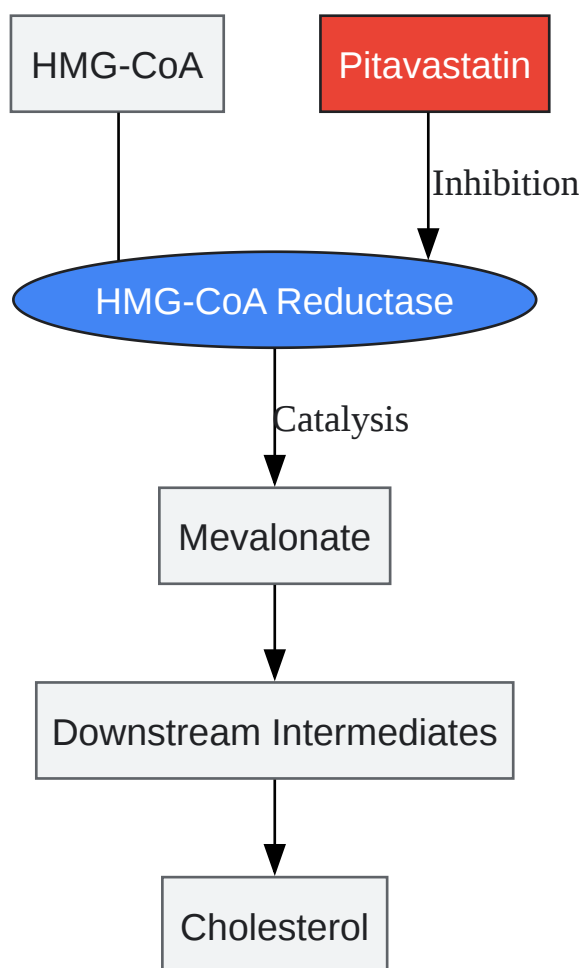 HMG-CoA
Pitavastatin
Inhibition
HMG-CoA Reductase
Catalysis
Mevalonate
Downstream Intermediates
Cholesterol